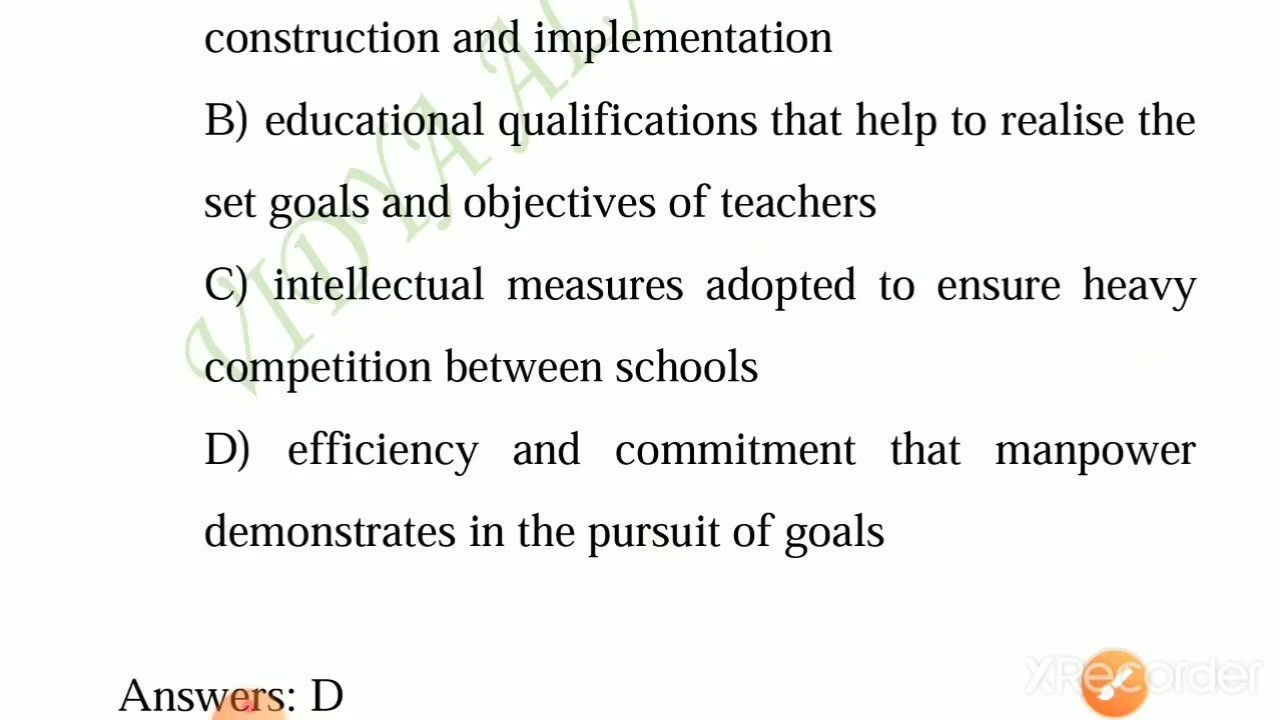 construction and implementation
B) educational qualifications that help to realise the
set goals and objectives of teachers
C) intellectual measures adopted to ensure heavy
competition between schools
D) efficiency and commitment that manpower
demonstrates in the pursuit of goals
Answers: D
XRecorder
VIDYA